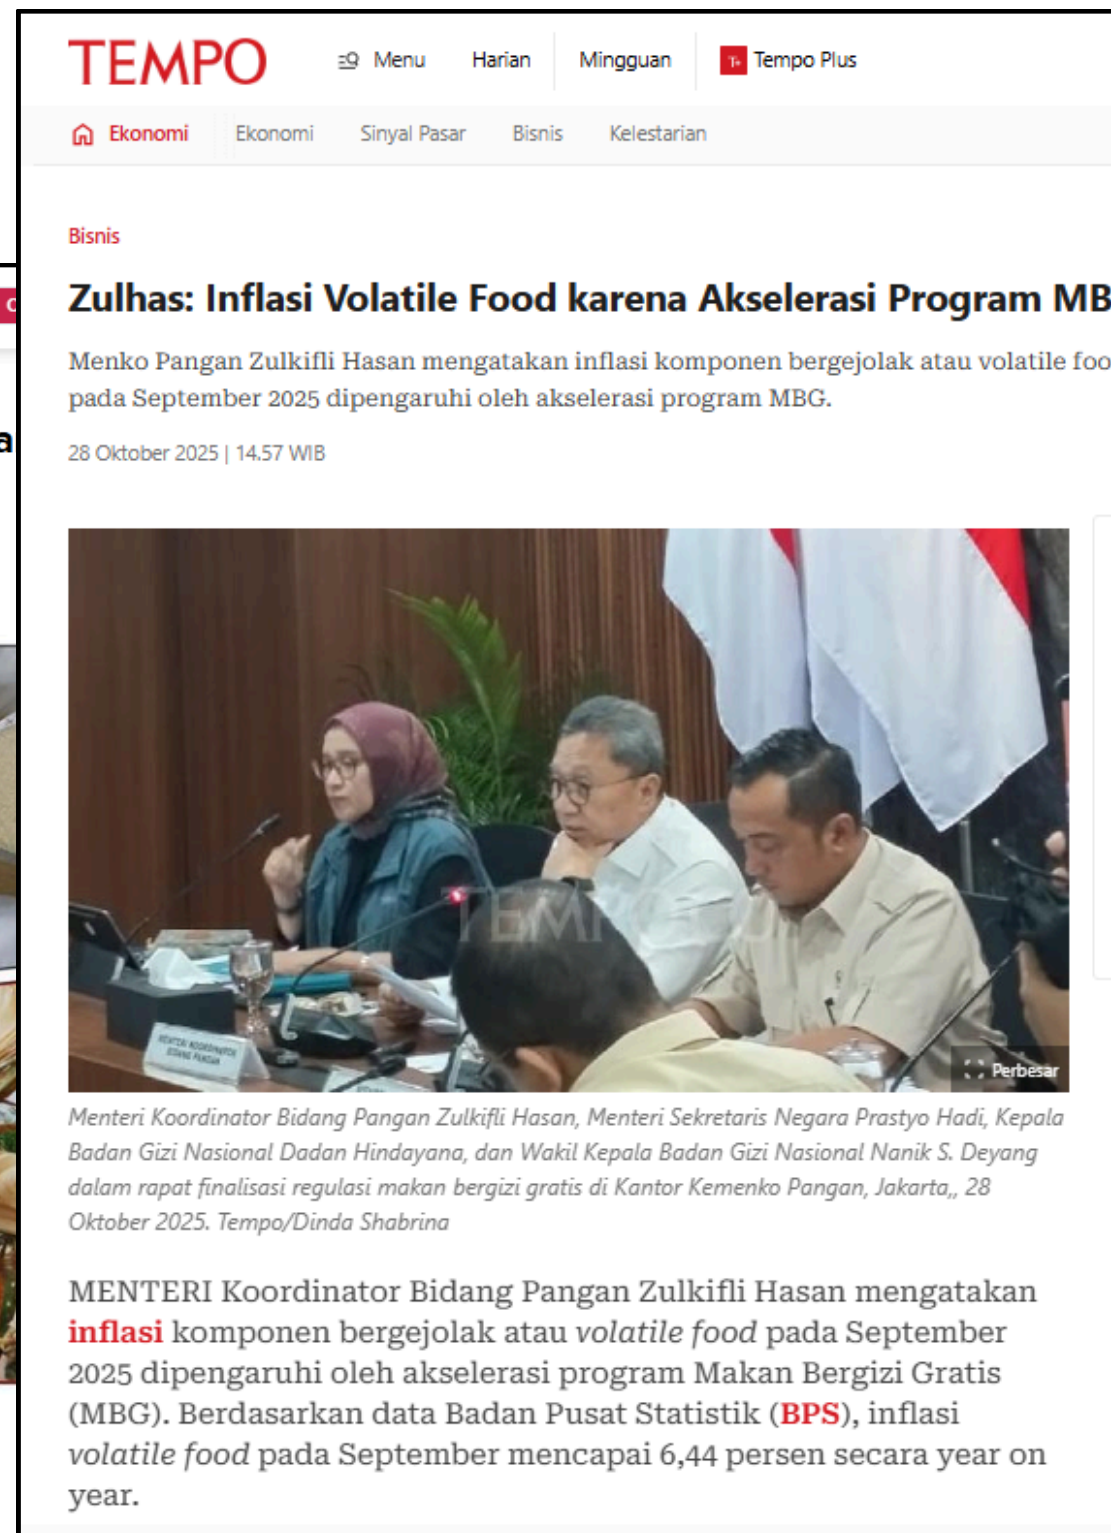 TEMPO
Menu Harian Mingguan T+ Tempo Plus
Ekonomi Ekonomi Sinyal Pasar Bisnis Kelestarian
Bisnis
Zulhas: Inflasi Volatile Food karena Akselerasi Program MB
Menko Pangan Zulkifli Hasan mengatakan inflasi komponen bergejolak atau volatile foo
pada September 2025 dipengaruhi oleh akselerasi program MBG.
28 Oktober 2025 | 14.57 WIB
a
TEMPO
MENTERI KOORDINATOR
BIDANG PANGAN
Perbesar
Menteri Koordinator Bidang Pangan Zulkifli Hasan, Menteri Sekretaris Negara Prastyo Hadi, Kepala
Badan Gizi Nasional Dadan Hindayana, dan Wakil Kepala Badan Gizi Nasional Nanik S. Deyang
dalam rapat finalisasi regulasi makan bergizi gratis di Kantor Kemenko Pangan, Jakarta,, 28
Oktober 2025. Tempo/Dinda Shabrina
MENTERI Koordinator Bidang Pangan Zulkifli Hasan mengatakan
inflasi komponen bergejolak atau volatile food pada September
2025 dipengaruhi oleh akselerasi program Makan Bergizi Gratis
(MBG). Berdasarkan data Badan Pusat Statistik (BPS), inflasi
volatile food pada September mencapai 6,44 persen secara year on
year.